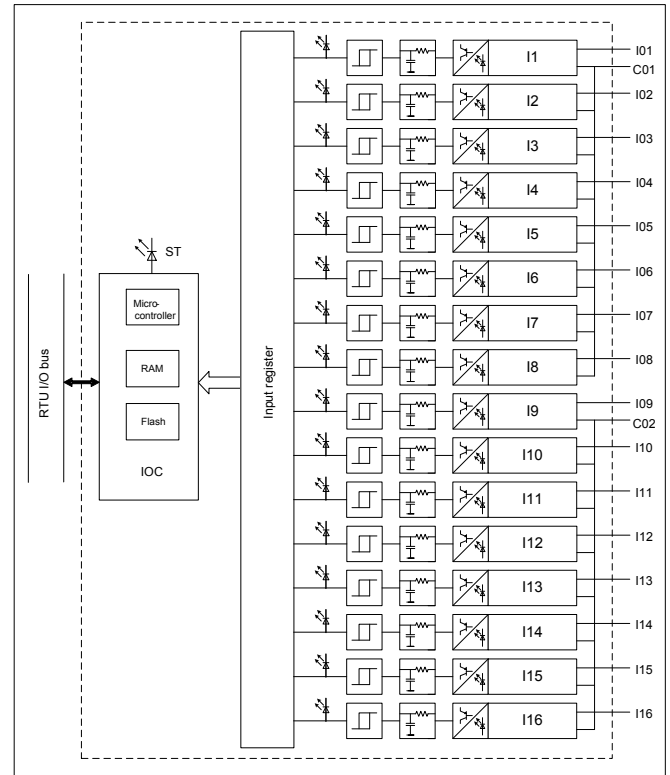 I1
I01
C01
I2
I02
I3
I03
I4
I04
I5
I05
ST
I6
I06
Micro-
controller
I7
I07
RTU I/O bus
RAM
Input register
I8
I08
Flash
I9
I09
C02
IOC
I10
I10
I11
I11
I12
I12
I13
I13
I14
I14
I15
I15
I16
I16